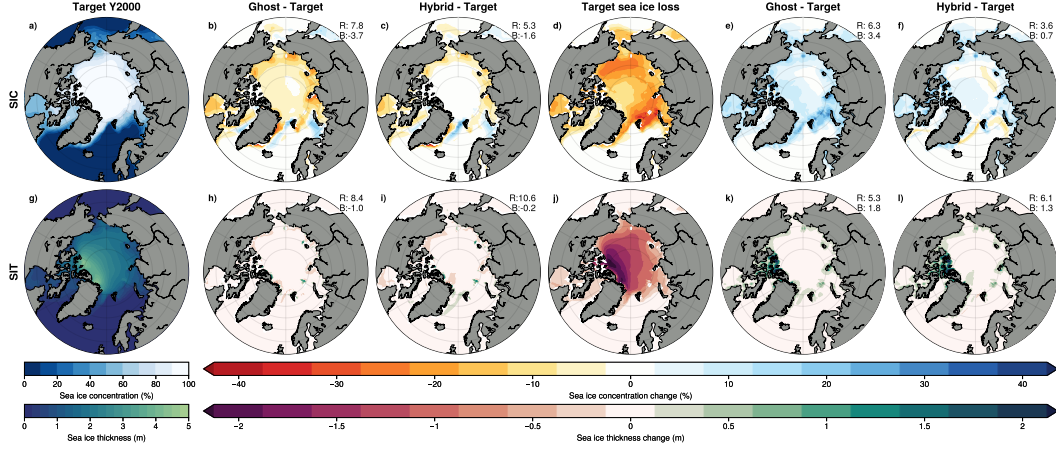 Target Y2000
Ghost - Target
Hybrid - Target
Target sea ice loss
Ghost - Target
Hybrid - Target
SIC
a)
b)
R: 7.8
B:-3.7
c)
R: 5.3
B:-1.6
d)
e)
R: 6.3
B: 3.4
f)
R: 3.6
B: 0.7
SIT
g)
h)
R: 8.4
B:-1.0
i)
R:10.6
B:-0.2
j)
k)
R: 5.3
B: 1.8
l)
R: 6.1
B: 1.3
0 20 40 60 80 100
Sea ice concentration (%)
−40 −30 −20 −10 0 10 20 30 40
Sea ice concentration change (%)
0 1 2 3 4 5
Sea ice thickness (m)
−2 −1.5 −1 −0.5 0 0.5 1 1.5 2
Sea ice thickness change (m)